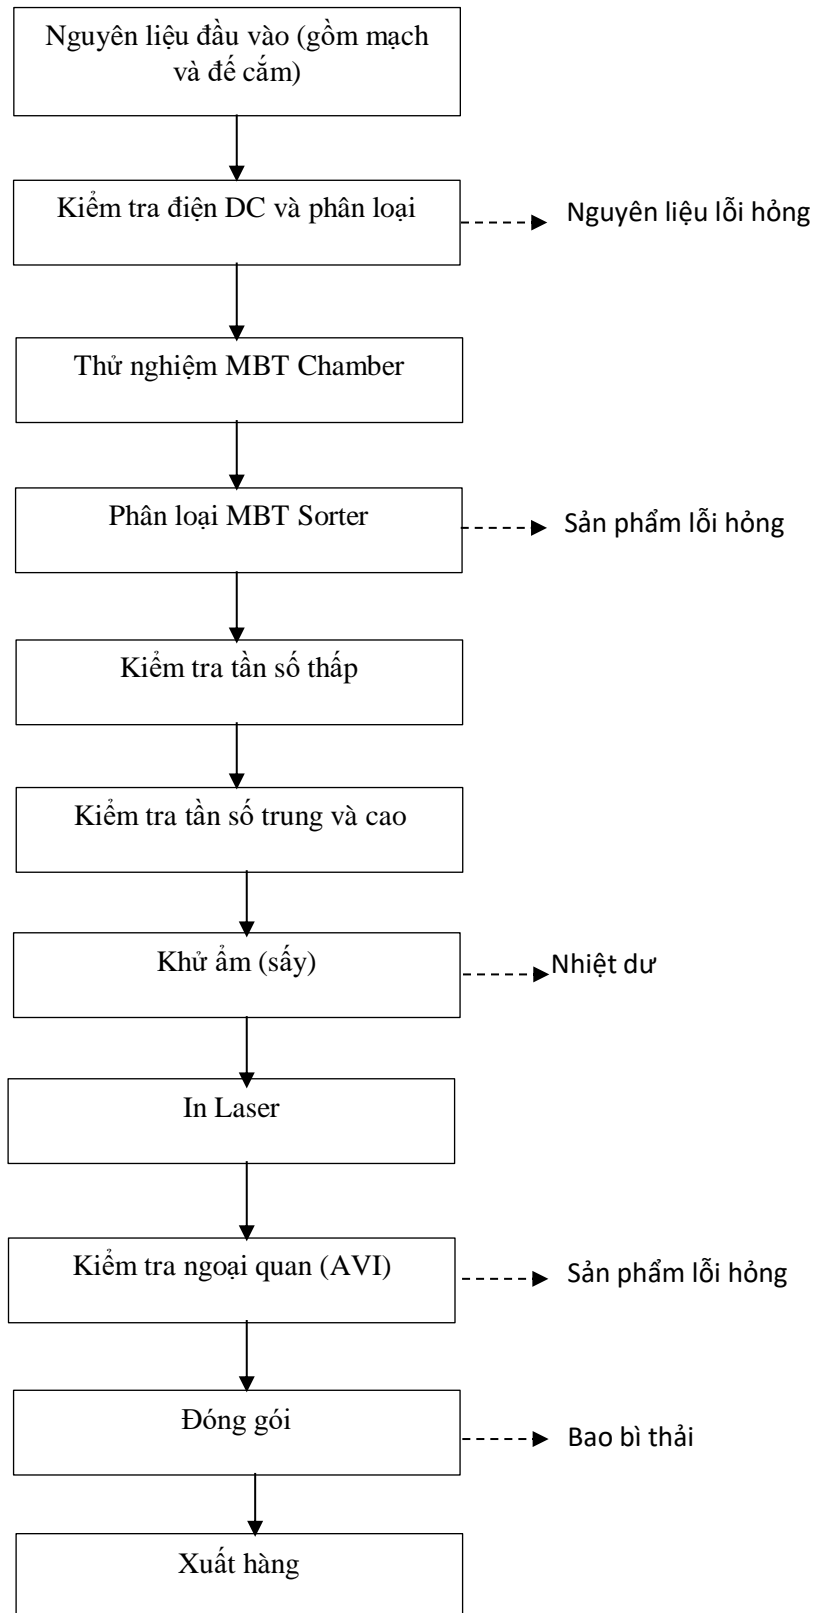 Nguyên liệu đầu vào (gồm mạch
và đế cắm)
Kiểm tra điện DC và phân loại
Nguyên liệu lỗi hỏng
Thử nghiệm MBT Chamber
Phân loại MBT Sorter
Sản phẩm lỗi hỏng
Kiểm tra tần số thấp
Kiểm tra tần số trung và cao
Khử ẩm (sấy)
Nhiệt dư
In Laser
Kiểm tra ngoại quan (AVI)
Sản phẩm lỗi hỏng
Đóng gói
Bao bì thải
Xuất hàng